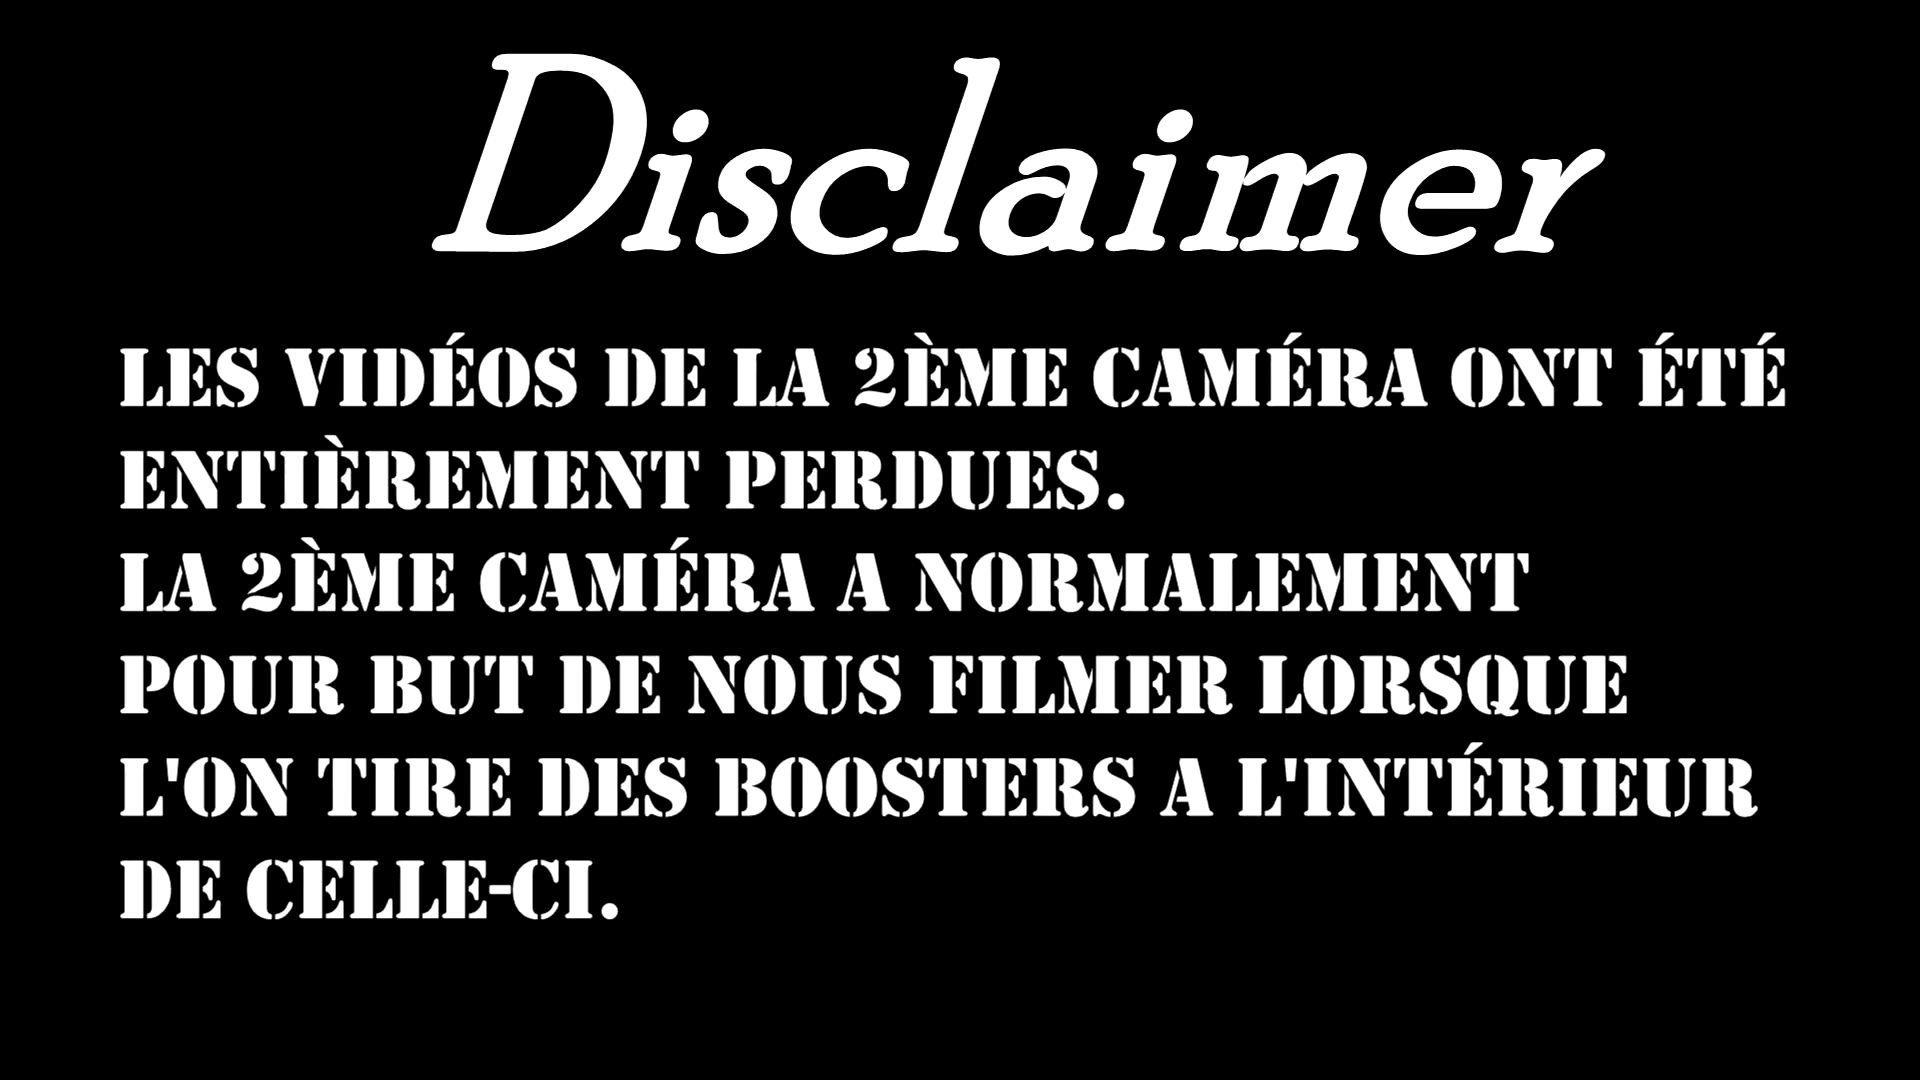 Disclaimer
LES VIDÉOS DE LA 2ÈME CAMÉRA ONT ÉTÉ
ENTIÈREMENT PERDUES.
LA 2ÈME CAMÉRA A NORMALEMENT
POUR BUT DE NOUS FILMER LORSQUE
L'ON TIRE DES BOOSTERS A L'INTÉRIEUR
DE CELLE-CI.